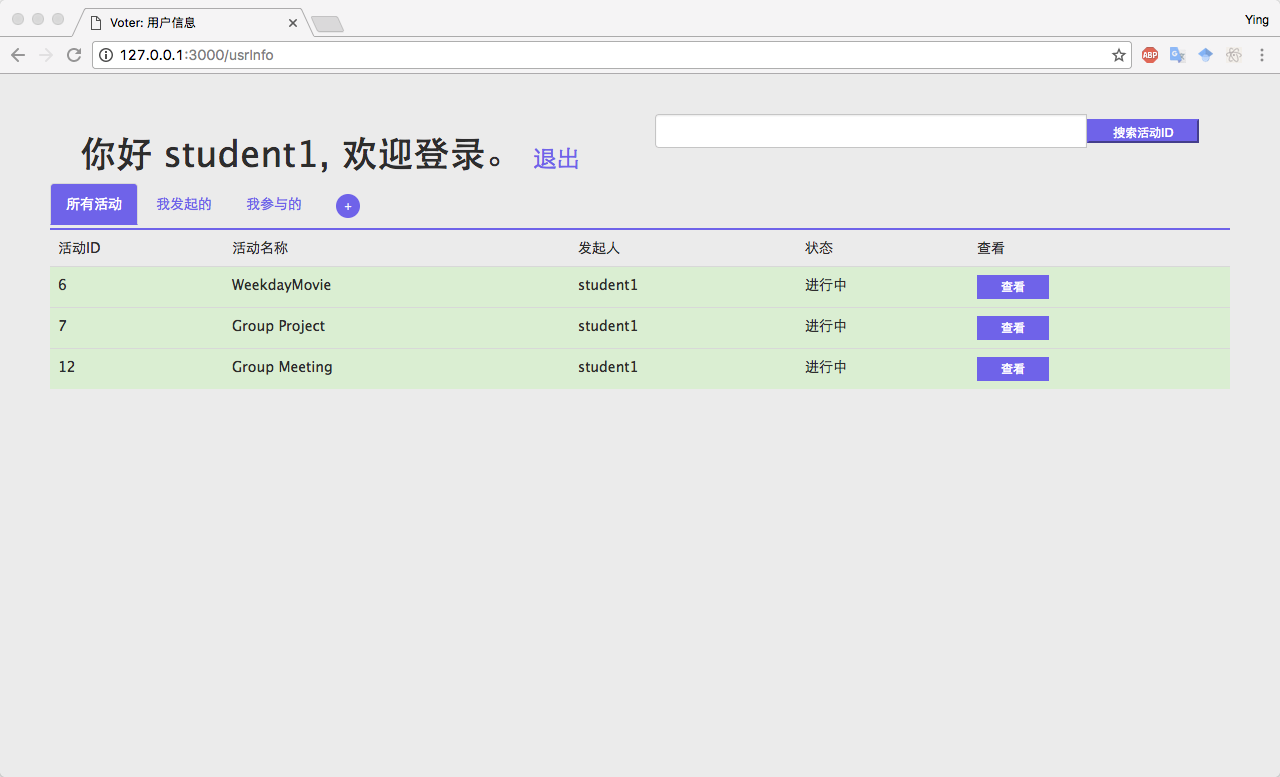 Voter: 用户信息
Ying
127.0.0.1:3000/usrInfo
ABP
搜索活动ID
你好 student1, 欢迎登录。 退出
所有活动 我发起的 我参与的 +
活动ID 活动名称 发起人 状态 查看
6 WeekdayMovie student1 进行中 查看
7 Group Project student1 进行中 查看
12 Group Meeting student1 进行中 查看